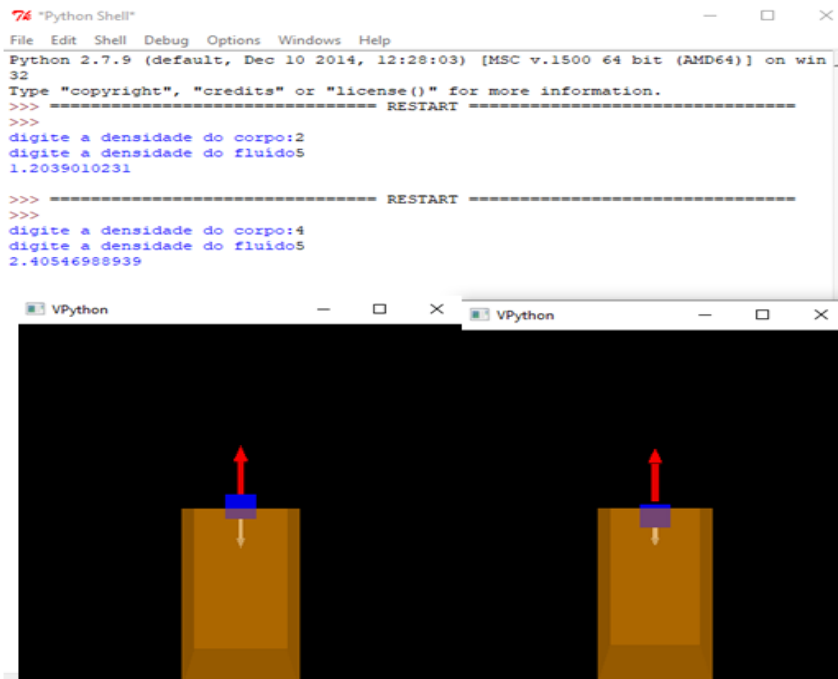 *Python Shell*
File Edit Shell Debug Options Windows Help
Python 2.7.9 (default, Dec 10 2014, 12:28:03) [MSC v.1500 64 bit (AMD64)] on win
32
Type "copyright", "credits" or "license()" for more information.
>>> ================================ RESTART ================================
>>>
digite a densidade do corpo:2
digite a densidade do fluído5
1.2039010231
>>> ================================ RESTART ================================
>>>
digite a densidade do corpo:4
digite a densidade do fluído5
2.40546988939
VPython
VPython